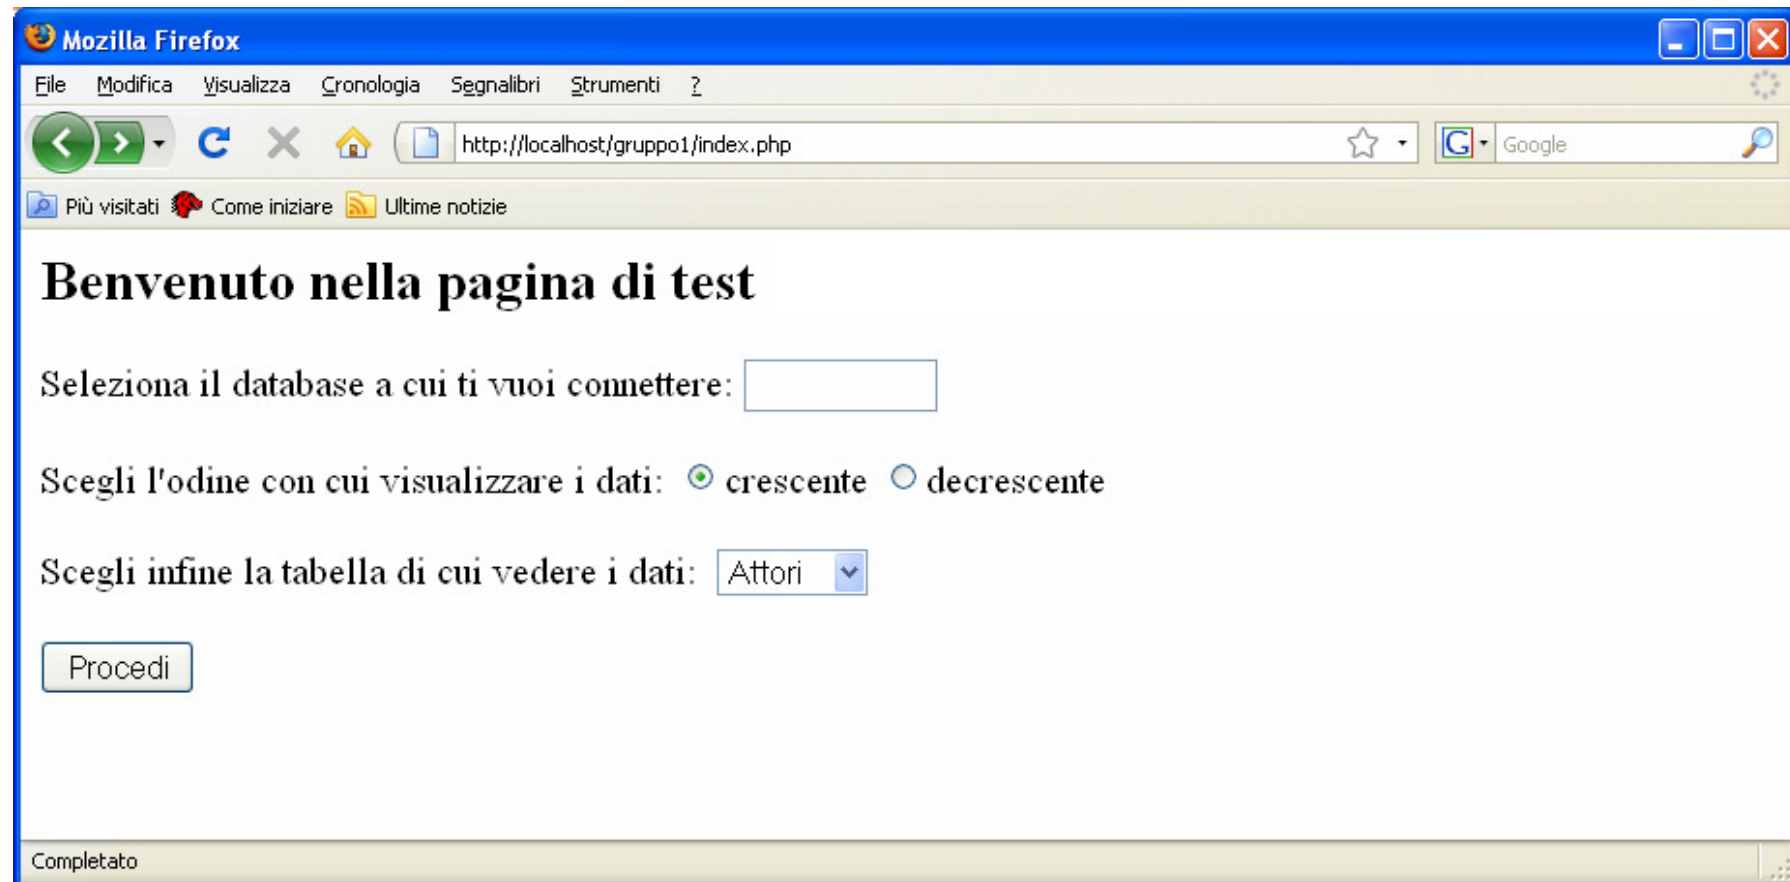 Mozilla Firefox
File Modifica Visualizza Cronologia Segnalibri Strumenti ?
http://localhost/gruppo1/index.php G Google
Più visitati Come iniziare Ultime notizie
Benvenuto nella pagina di test
Seleziona il database a cui ti vuoi connettere:
Scegli l'odine con cui visualizzare i dati: crescente decrescente
Scegli infine la tabella di cui vedere i dati: Attori
Procedi
Completato